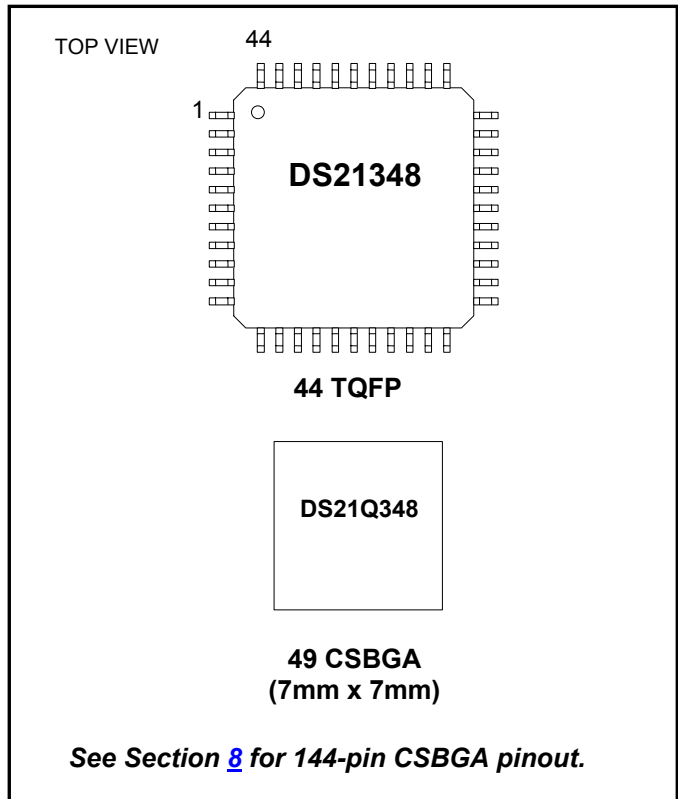 TOP VIEW
44
1
DS21348
44 TQFP
DS21Q348
49 CSBGA
(7mm x 7mm)
See Section 8 for 144-pin CSBGA pinout.